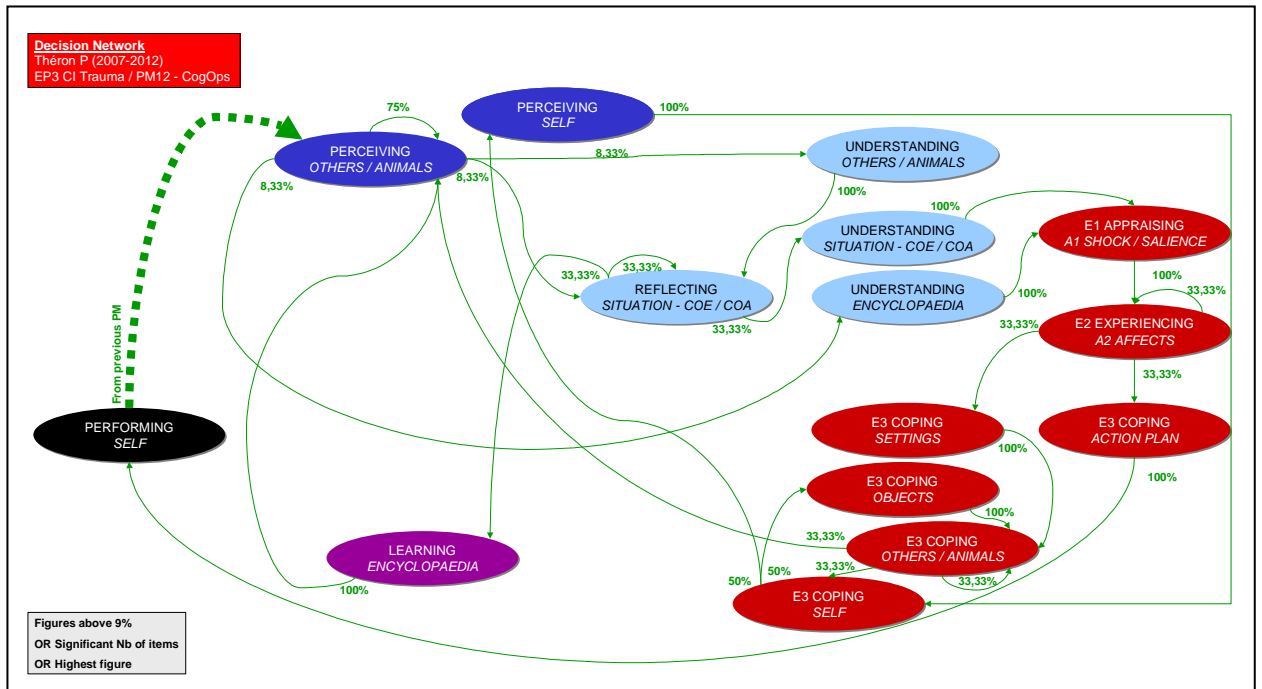 Decision Network
Théron P (2007-2012)
EP3 CI Trauma / PM12 - CogOps
75%
PERCEIVING
SELF
100%
PERCEIVING
OTHERS / ANIMALS
8,33%
8,33%
8,33%
UNDERSTANDING
OTHERS / ANIMALS
100%
100%
UNDERSTANDING
SITUATION - COE / COA
E1 APPRAISING
A1 SHOCK / SALIENCE
33,33%
33,33%
REFLECTING
SITUATION - COE / COA
33,33%
UNDERSTANDING
ENCYCLOPAEDIA
100%
100%
33,33%
33,33%
E2 EXPERIENCING
A2 AFFECTS
33,33%
From previous PM
PERFORMING
SELF
E3 COPING
SETTINGS
100%
E3 COPING
ACTION PLAN
100%
E3 COPING
OBJECTS
100%
33,33%
E3 COPING
OTHERS / ANIMALS
33,33%
33,33%
LEARNING
ENCYCLOPAEDIA
100%
50%
50%
E3 COPING
SELF
Figures above 9%
OR Significant Nb of items
OR Highest figure